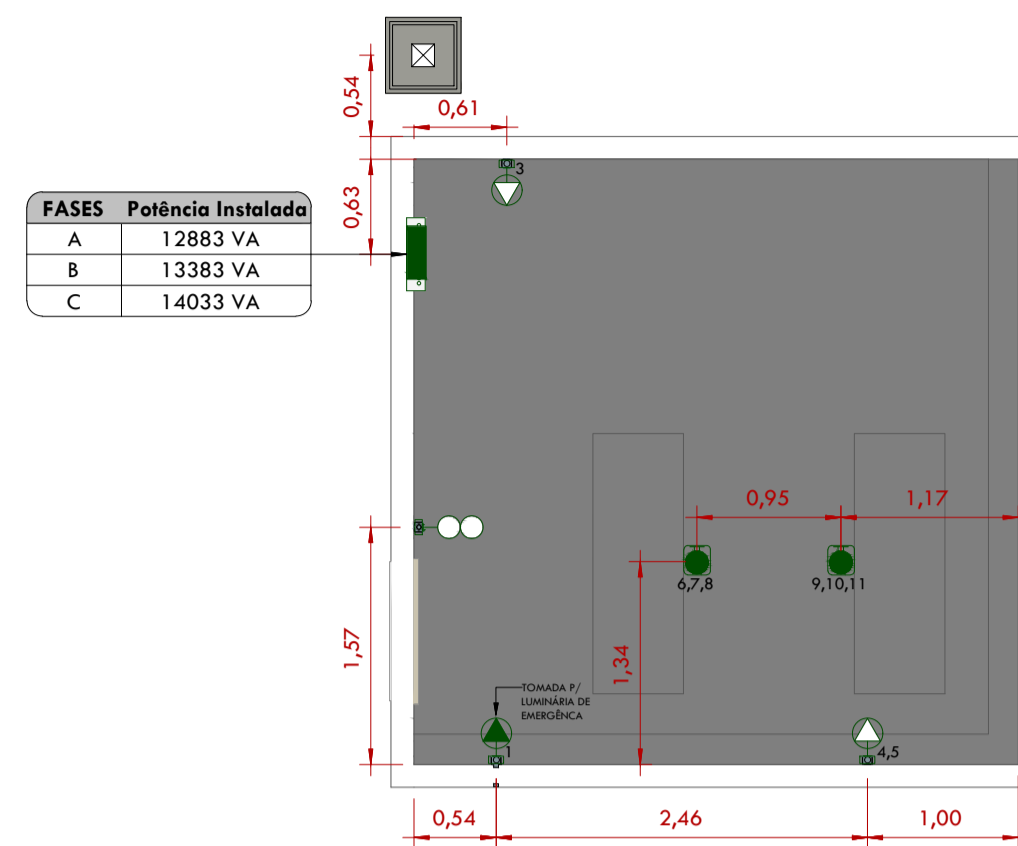 0,54
0,61
3
0,63
FASES Potência Instalada
A 12883 VA
B 13383 VA
C 14033 VA
0,95
1,17
6,7,8
9,10,11
1,57
1,34
TOMADA P/
LUMINÁRIA DE
EMERGÊNCA
1
4,5
0,54
2,46
1,00